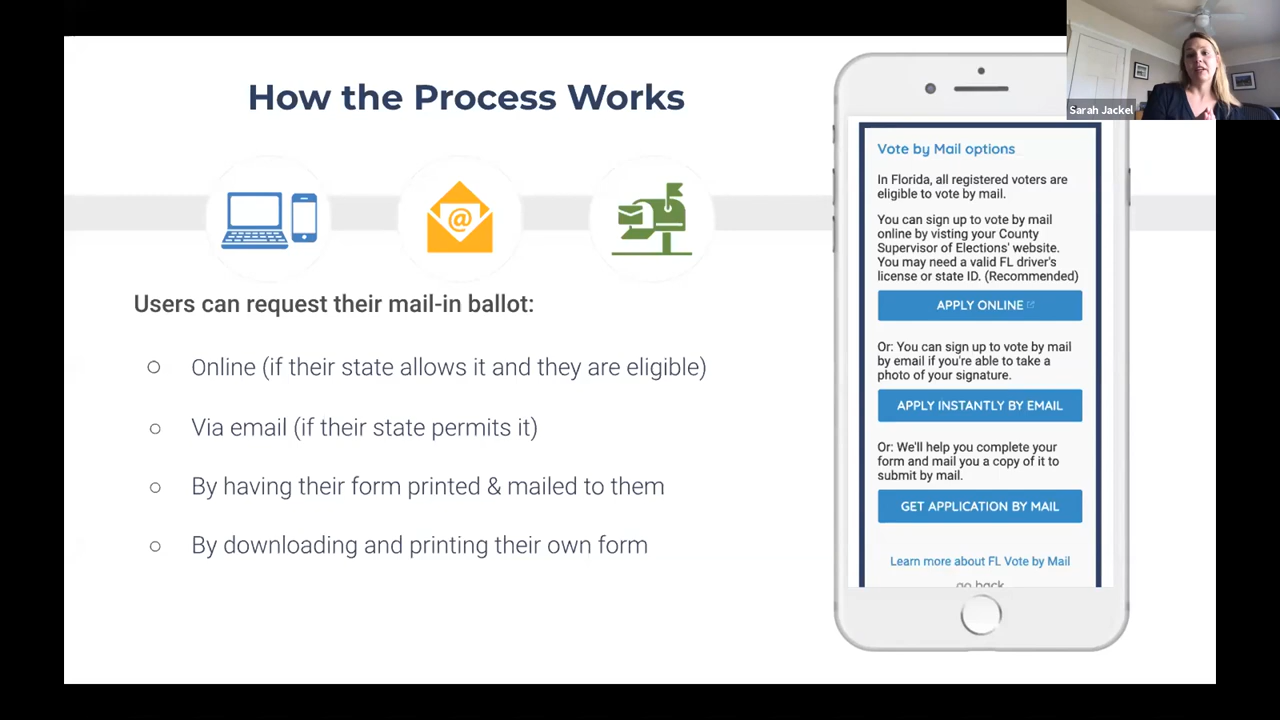 How the Process Works
Users can request their mail-in ballot:
Online (if their state allows it and they are eligible)
Via email (if their state permits it)
By having their form printed & mailed to them
By downloading and printing their own form
@
Vote by Mail options
In Florida, all registered voters are
eligible to vote by mail.
You can sign up to vote by mail
online by visting your County
Supervisor of Elections' website.
You may need a valid FL driver's
license or state ID. (Recommended)
APPLY ONLINE
Or: You can sign up to vote by mail
by email if you're able to take a
photo of your signature.
APPLY INSTANTLY BY EMAIL
Or: We'll help you complete your
form and mail you a copy of it to
submit by mail.
GET APPLICATION BY MAIL
Learn more about FL Vote by Mail
go back
Sarah Jackel